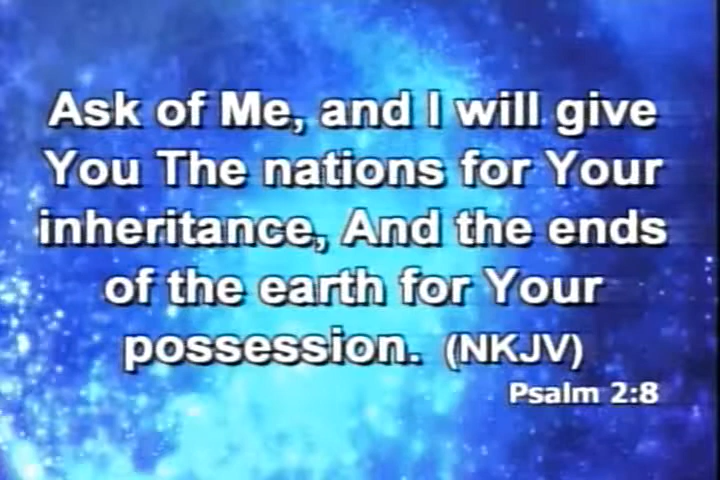 Ask of Me, and I will give
You The nations for Your
inheritance, And the ends
of the earth for Your
possession. (NKJV)
Psalm 2:8